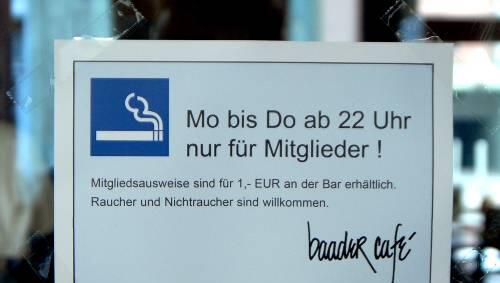 Mo bis Do ab 22 Uhr
nur für Mitglieder !
Mitgliedsausweise sind für 1,- EUR an der Bar erhältlich.
Raucher und Nichtraucher sind willkommen.
baader café